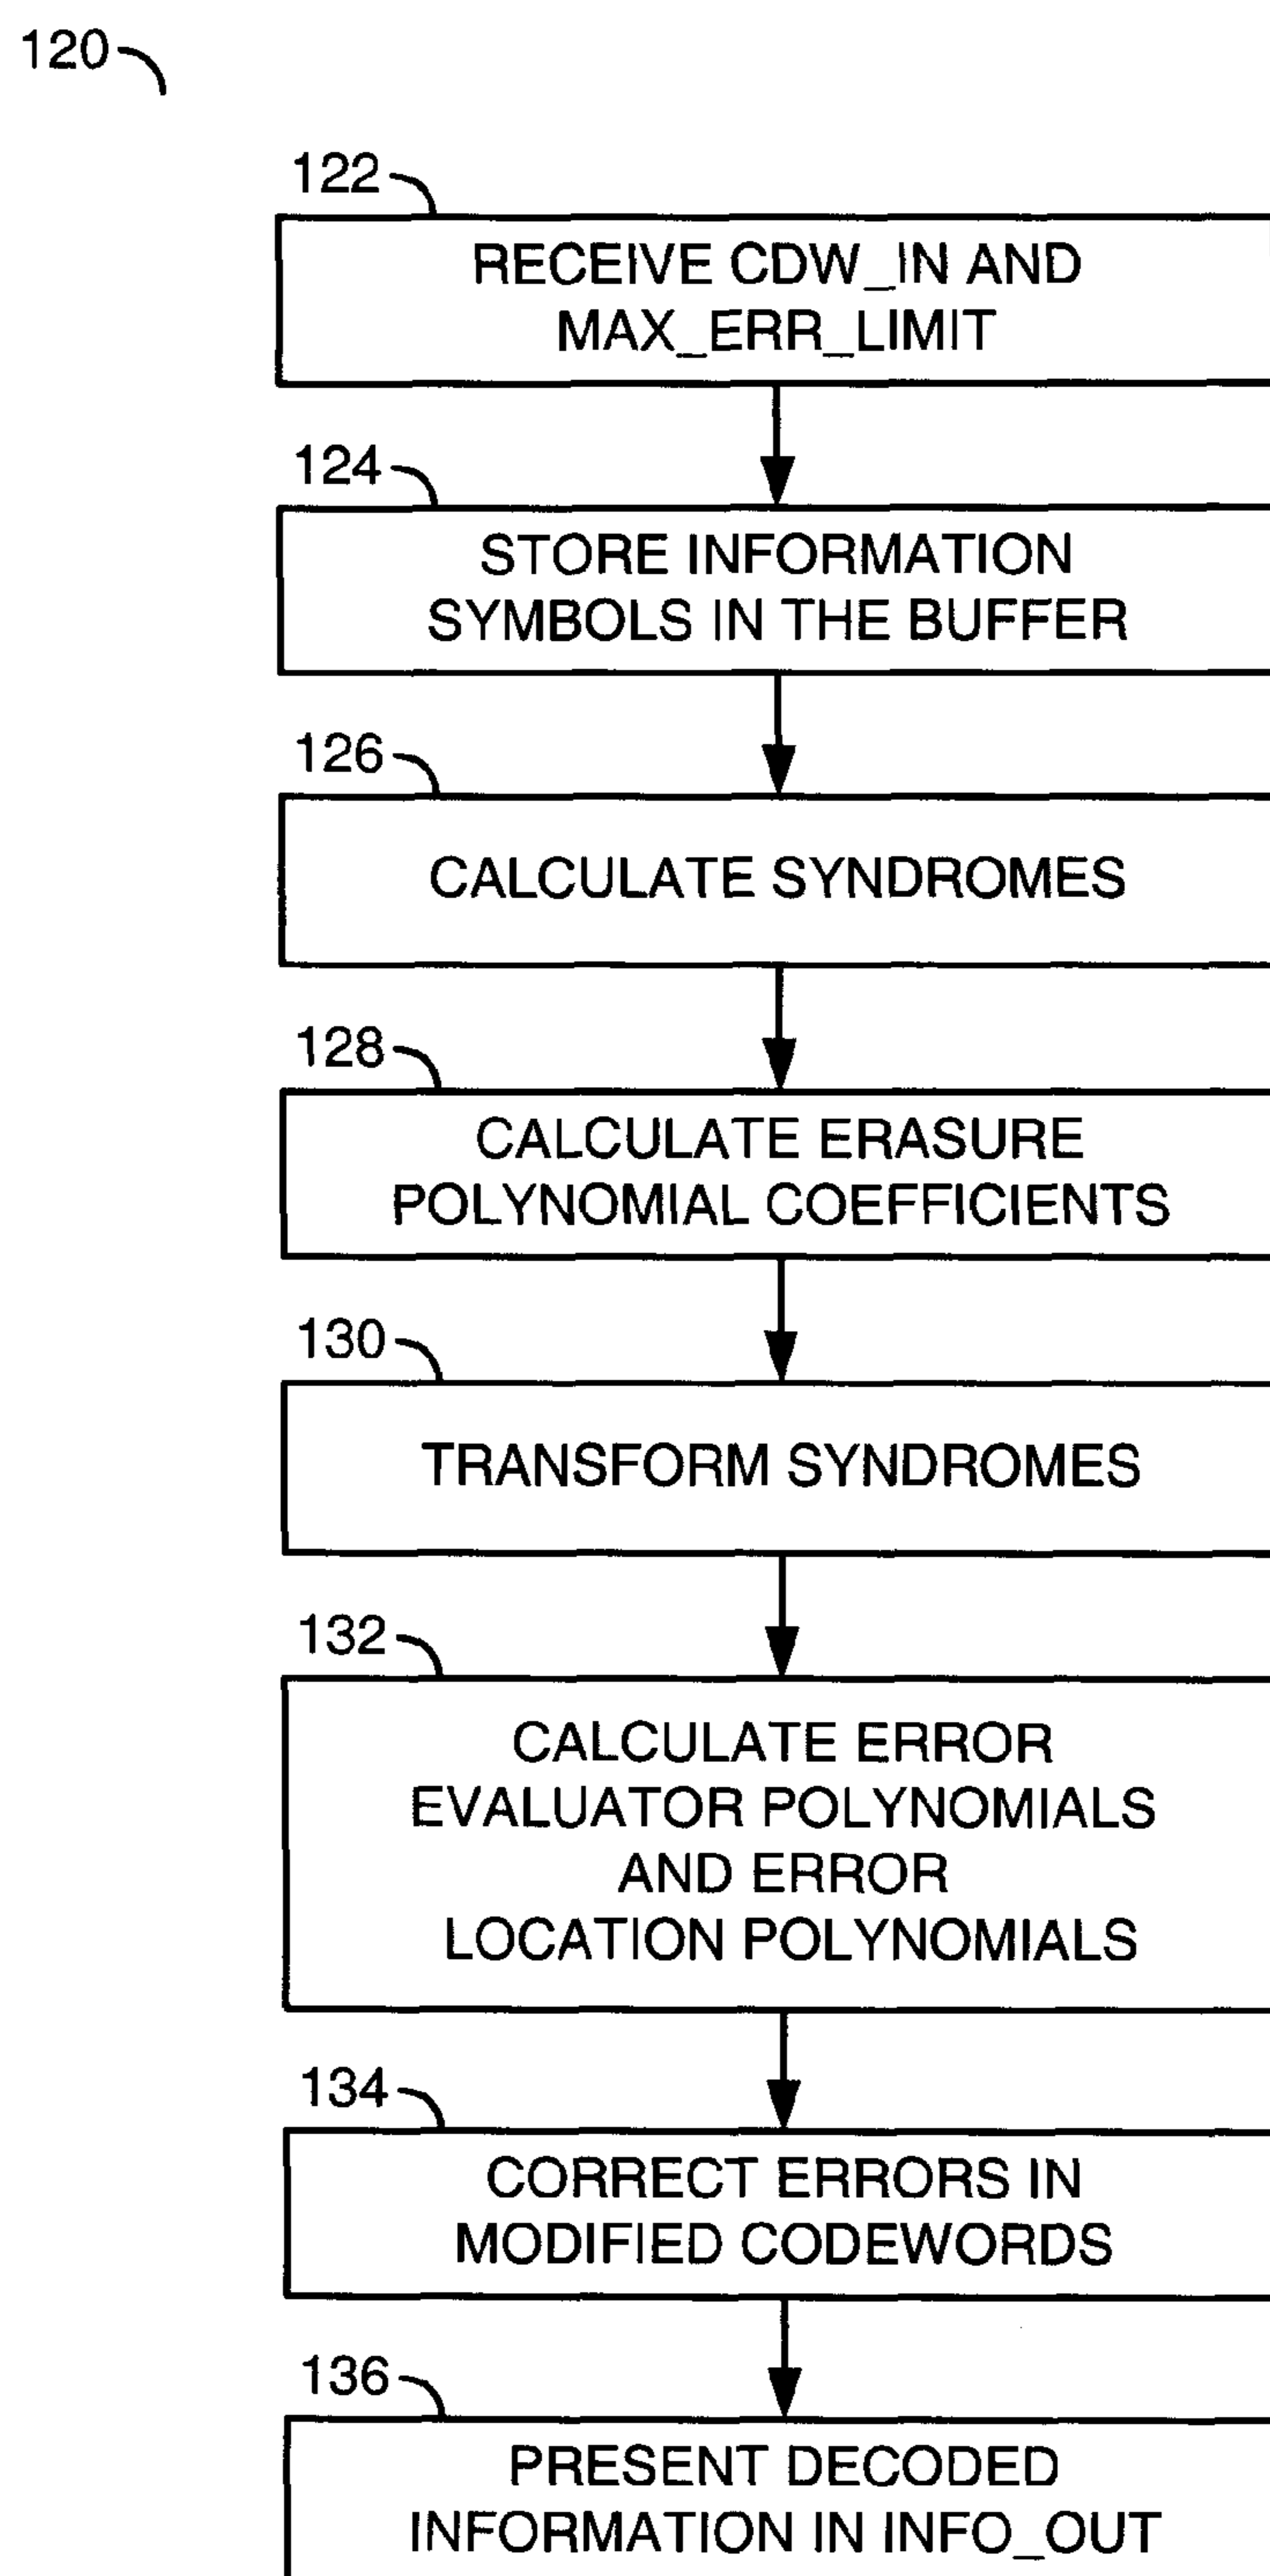 120
122
RECEIVE CDW_IN AND
MAX_ERR_LIMIT
124
STORE INFORMATION
SYMBOLS IN THE BUFFER
126
CALCULATE SYNDROMES
128
CALCULATE ERASURE
POLYNOMIAL COEFFICIENTS
130
TRANSFORM SYNDROMES
132
CALCULATE ERROR
EVALUATOR POLYNOMIALS
AND ERROR
LOCATION POLYNOMIALS
134
CORRECT ERRORS IN
MODIFIED CODEWORDS
136
PRESENT DECODED
INFORMATION IN INFO_OUT